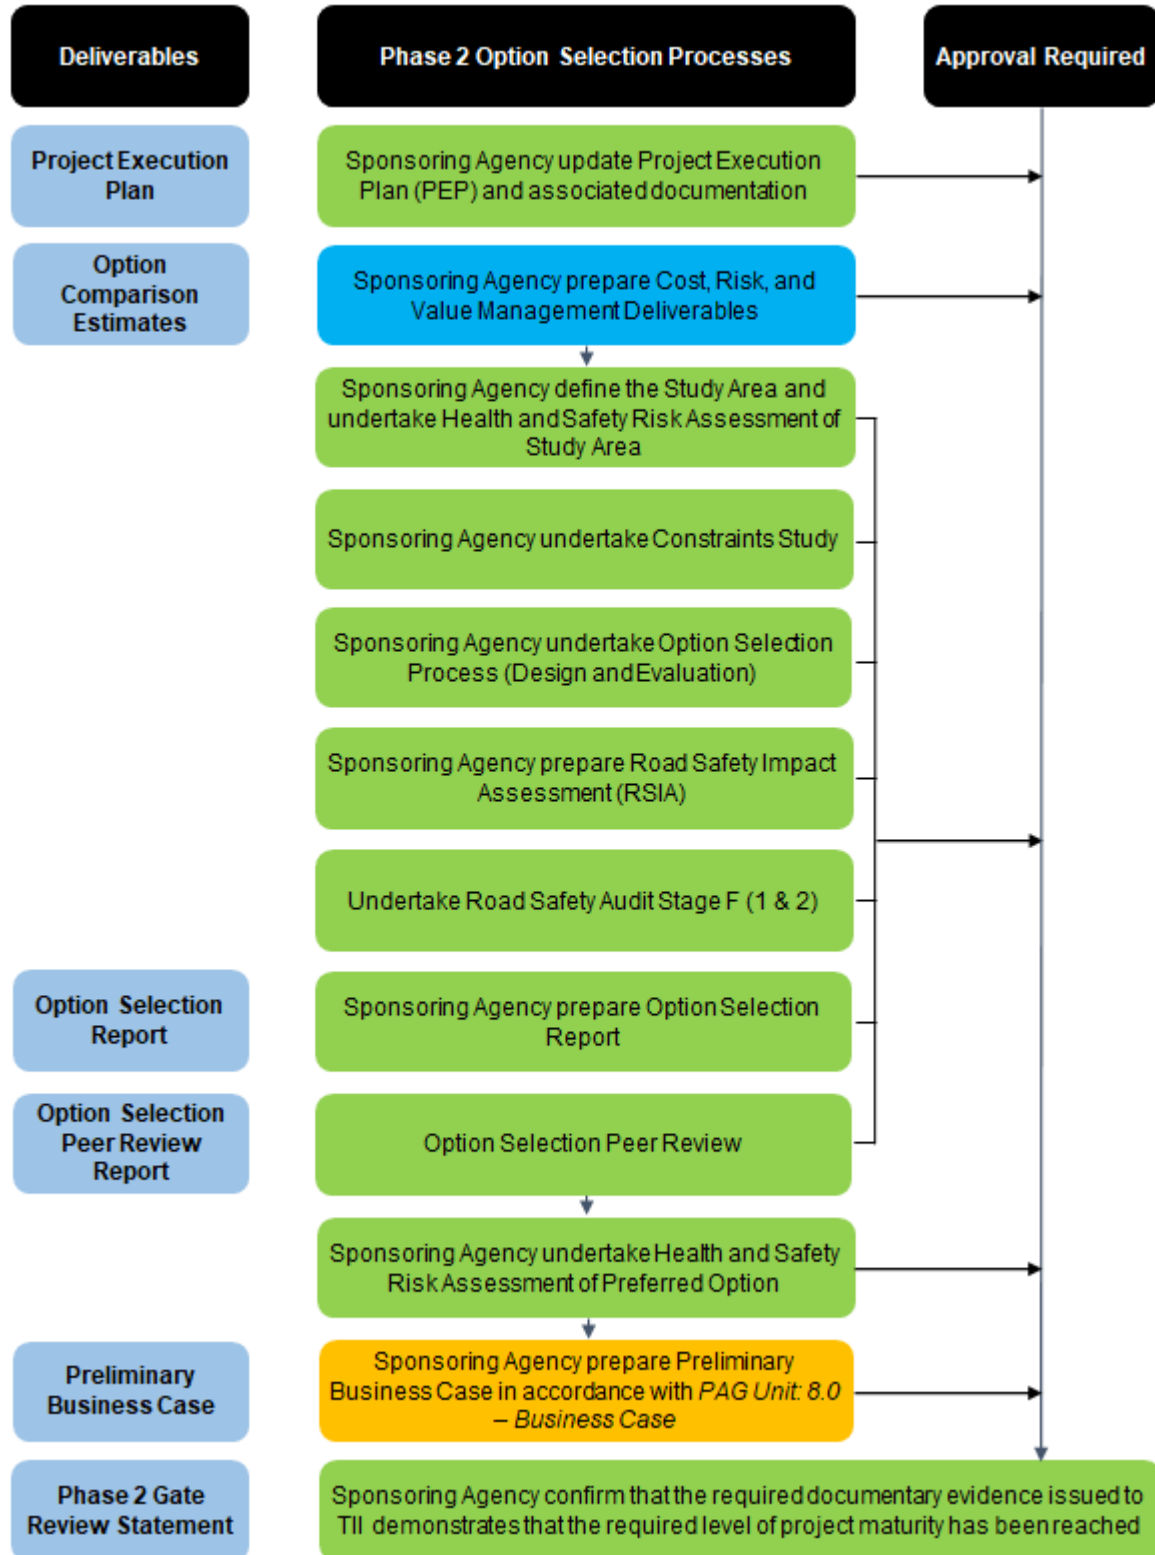 Deliverables
Phase 2 Option Selection Processes
Approval Required
Project Execution
Plan
Sponsoring Agency update Project Execution
Plan (PEP) and associated documentation
Option
Comparison
Estimates
Sponsoring Agency prepare Cost, Risk, and
Value Management Deliverables
Sponsoring Agency define the Study Area and
undertake Health and Safety Risk Assessment of
Study Area
Sponsoring Agency undertake Constraints Study
Sponsoring Agency undertake Option Selection
Process (Design and Evaluation)
Sponsoring Agency prepare Road Safety Impact
Assessment (RSIA)
Undertake Road Safety Audit Stage F (1 & 2)
Option Selection
Report
Sponsoring Agency prepare Option Selection
Report
Option Selection
Peer Review
Report
Option Selection Peer Review
Sponsoring Agency undertake Health and Safety
Risk Assessment of Preferred Option
Preliminary
Business Case
Sponsoring Agency prepare Preliminary
Business Case in accordance with PAG Unit: 8.0
– Business Case
Phase 2 Gate
Review Statement
Sponsoring Agency confirm that the required documentary evidence issued to
TII demonstrates that the required level of project maturity has been reached